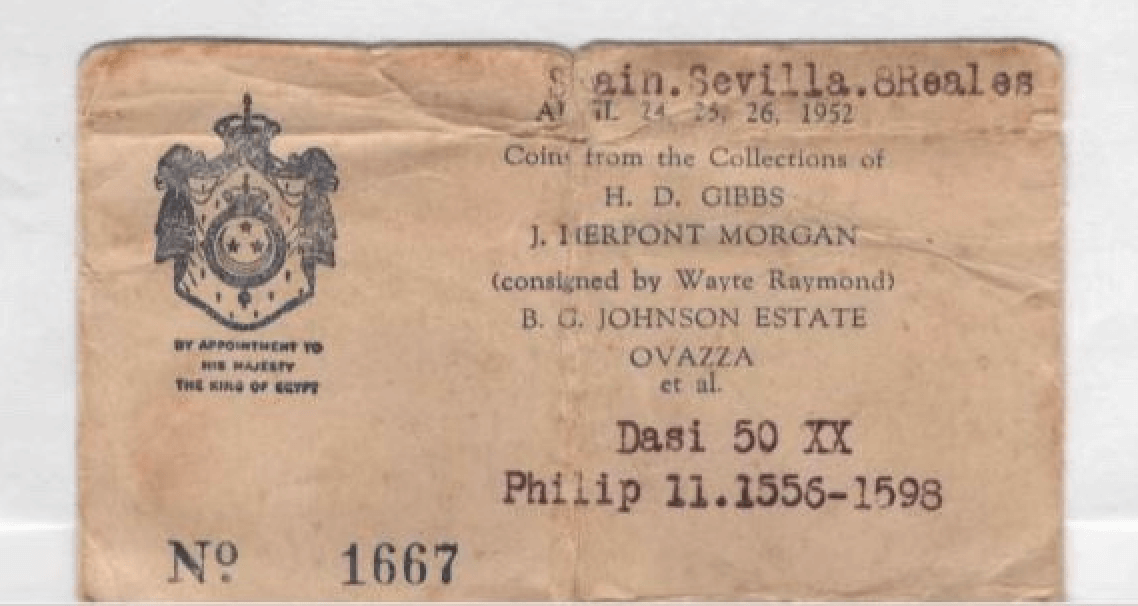 Spain.Sevilla.8Reales
APRIL 24, 25, 26, 1952
Coins from the Collections of
H. D. GIBBS
J. PIERPONT MORGAN
(consigned by Wayte Raymond)
B. G. JOHNSON ESTATE
OVAZZA
et al.
BY APPOINTMENT TO
HIS MAJESTY
THE KING OF EGYPT
Dasi 50 XX
Philip 11.1556-1598
Nº 1667